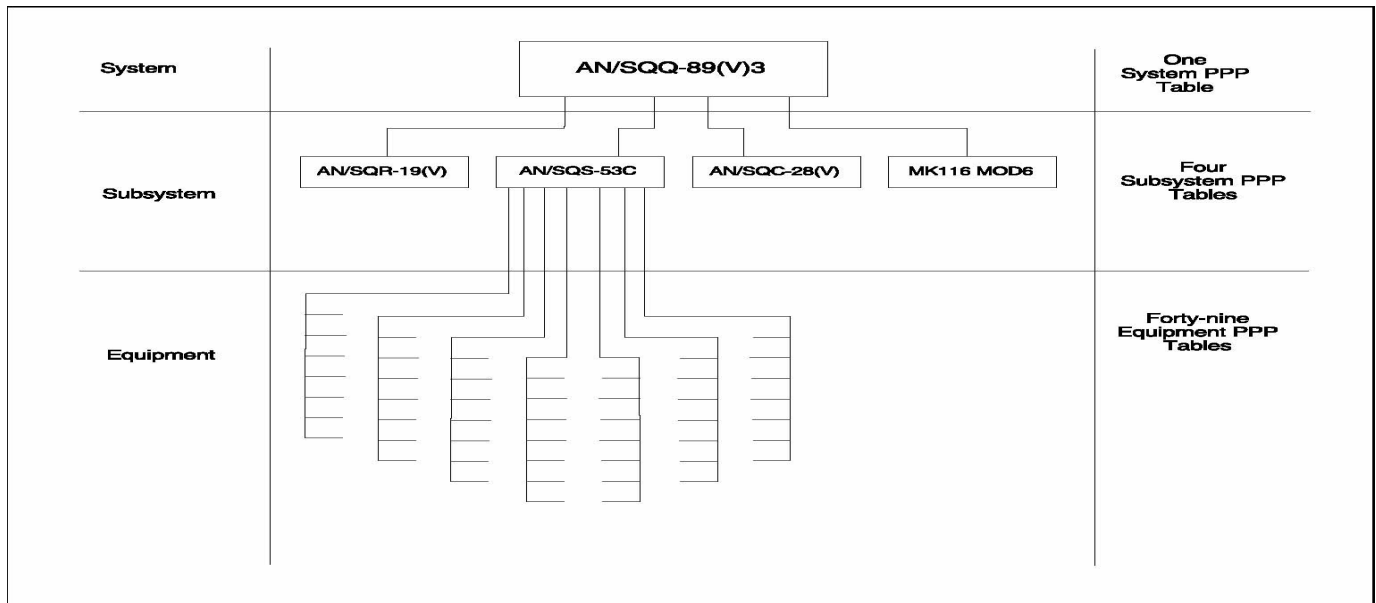 System
AN/SQQ-89(V)3
One
System PPP
Table
Subsystem
AN/SQR-19(V)
AN/SQS-53C
AN/SQC-28(V)
MK116 MOD6
Four
Subsystem PPP
Tables
Equipment
Forty-nine
Equipment PPP
Tables